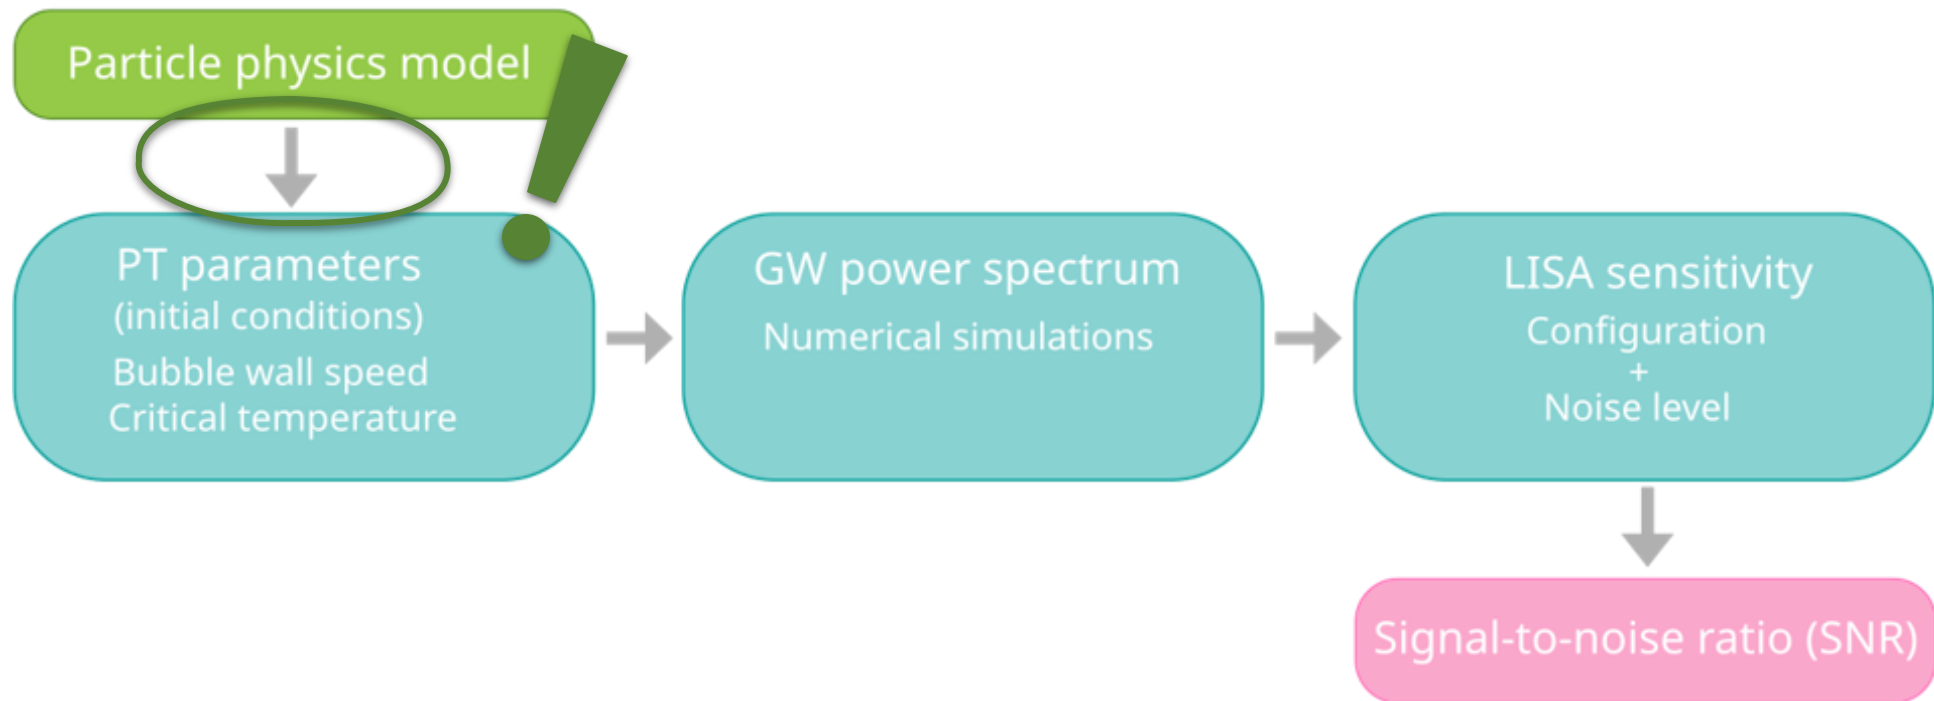 Particle physics model
PT parameters
(initial conditions)
Bubble wall speed
Critical temperature
GW power spectrum
Numerical simulations
LISA sensitivity
Configuration
+
Noise level
Signal-to-noise ratio (SNR)